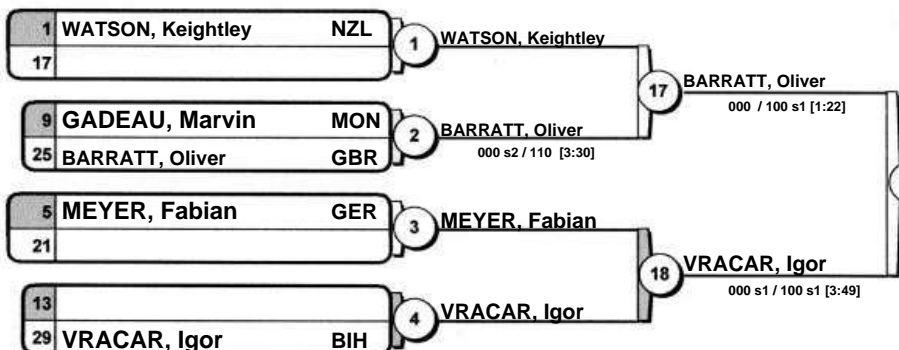 1 WATSON, Keightley NZL
17
1
WATSON, Keightley
9 GADEAU, Marvin MON
25 BARRATT, Oliver GBR
2
BARRATT, Oliver
000 s2 / 110 [3:30]
17
BARRATT, Oliver
000 / 100 s1 [1:22]
5 MEYER, Fabian GER
21
3
MEYER, Fabian
13
29 VRACAR, Igor BIH
4
VRACAR, Igor
18
VRACAR, Igor
000 s1 / 100 s1 [3:49]